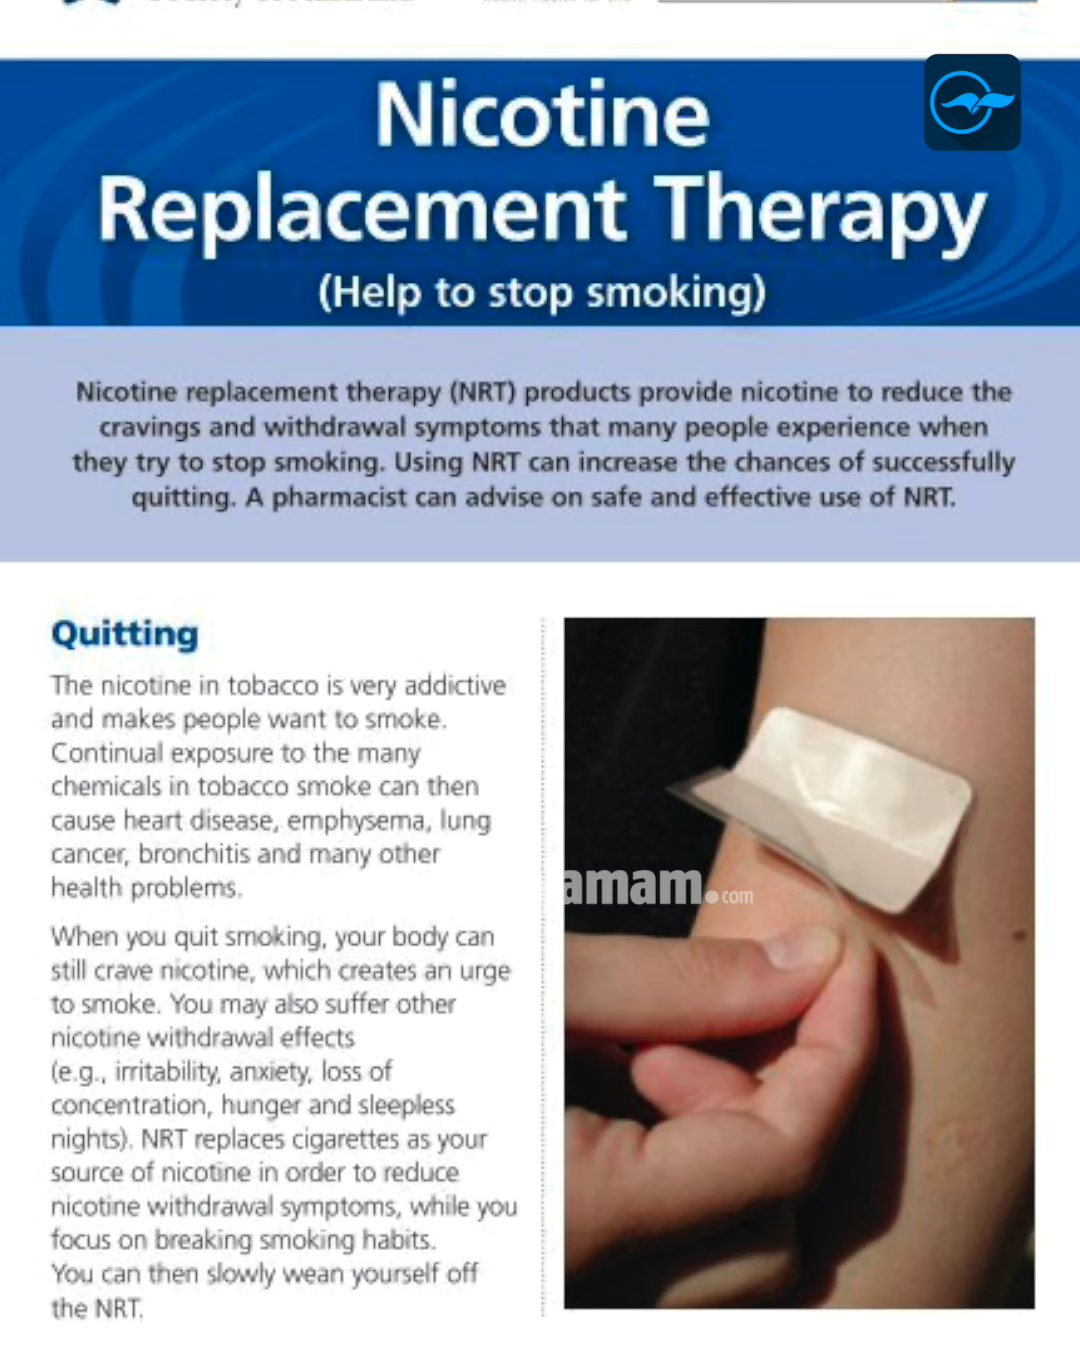 Nicotine
Replacement Therapy
(Help to stop smoking)
Nicotine replacement therapy (NRT) products provide nicotine to reduce the
cravings and withdrawal symptoms that many people experience when
they try to stop smoking. Using NRT can increase the chances of successfully
quitting. A pharmacist can advise on safe and effective use of NRT.
Quitting
The nicotine in tobacco is very addictive
and makes people want to smoke.
Continual exposure to the many
chemicals in tobacco smoke can then
cause heart disease, emphysema, lung
cancer, bronchitis and many other
health problems.
When you quit smoking, your body can
still crave nicotine, which creates an urge
to smoke. You may also suffer other
nicotine withdrawal effects
(e.g., irritability, anxiety, loss of
concentration, hunger and sleepless
nights). NRT replaces cigarettes as your
source of nicotine in order to reduce
nicotine withdrawal symptoms, while you
focus on breaking smoking habits.
You can then slowly wean yourself off
the NRT.
amam.com